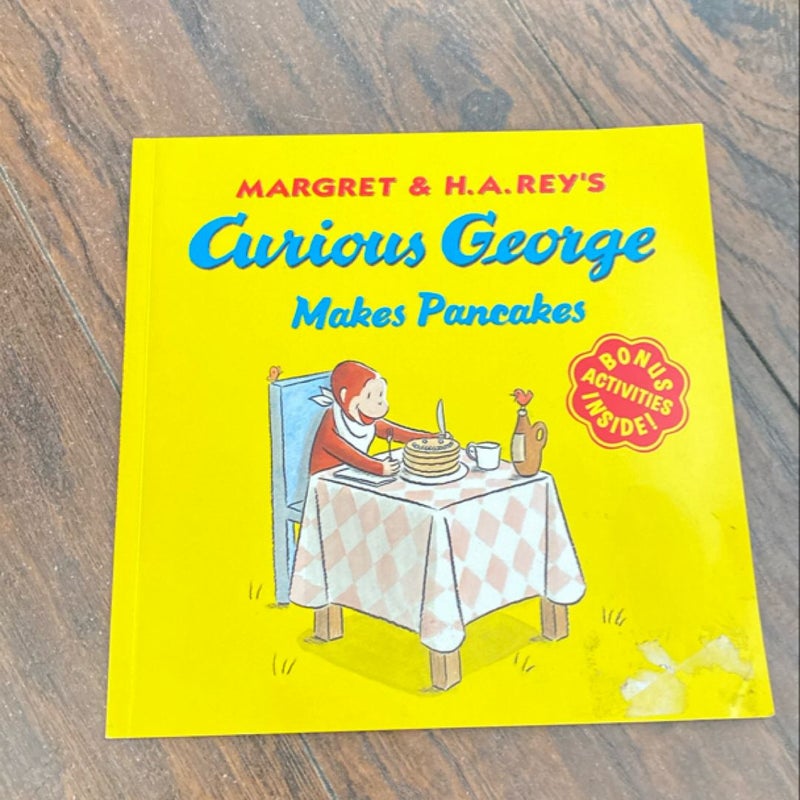 MARGRET & H.A.REY'S
Curious George
Makes Pancakes
BONUS
ACTIVITIES
INSIDE!